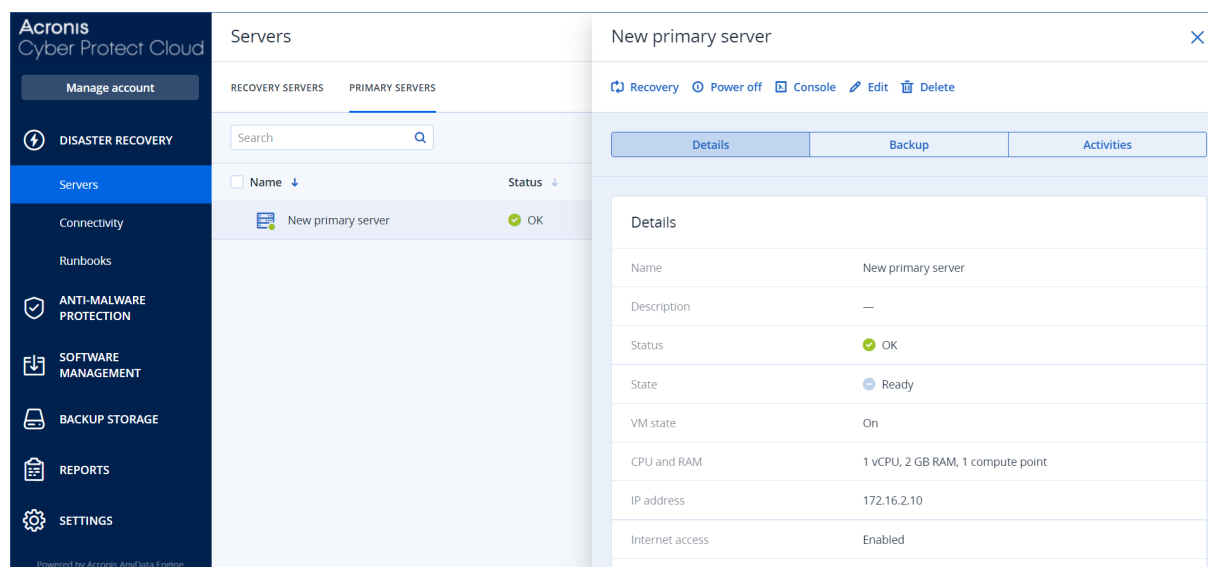 Acronis
Cyber Protect Cloud
Manage account
DISASTER RECOVERY
Servers
Connectivity
Runbooks
ANTI-MALWARE
PROTECTION
SOFTWARE
MANAGEMENT
BACKUP STORAGE
REPORTS
SETTINGS
Powered by Acronis AnyData Engine
Servers
RECOVERY SERVERS PRIMARY SERVERS
Search
Name Status
New primary server OK
New primary server
Recovery Power off Console Edit Delete
Details Backup Activities
Details
Name New primary server
Description —
Status OK
State Ready
VM state On
CPU and RAM 1 vCPU, 2 GB RAM, 1 compute point
IP address 172.16.2.10
Internet access Enabled